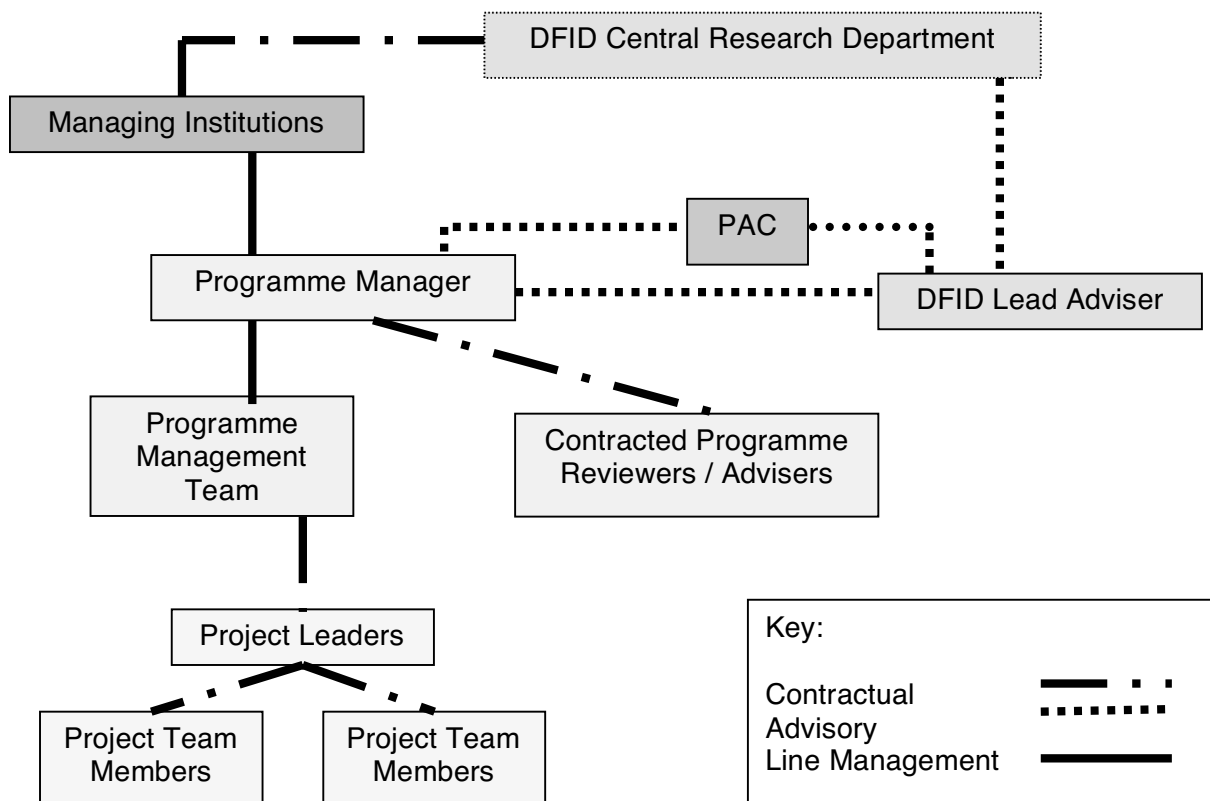 DFID Central Research Department
Managing Institutions
PAC
Programme Manager
DFID Lead Adviser
Programme
Management
Team
Contracted Programme
Reviewers / Advisers
Project Leaders
Project Team
Members
Project Team
Members
Key:
Contractual
Advisory
Line Management